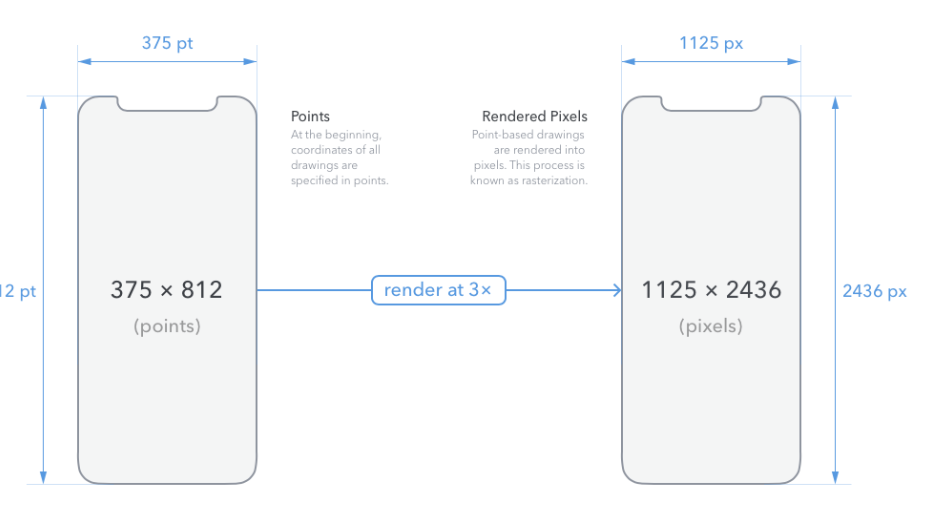 375 pt
1125 px
Points
At the beginning,
coordinates of all
drawings are
specified in points.
Rendered Pixels
Point-based drawings
are rendered into
pixels. This process is
known as rasterization.
12 pt
375 × 812
(points)
render at 3×
1125 × 2436
(pixels)
2436 px